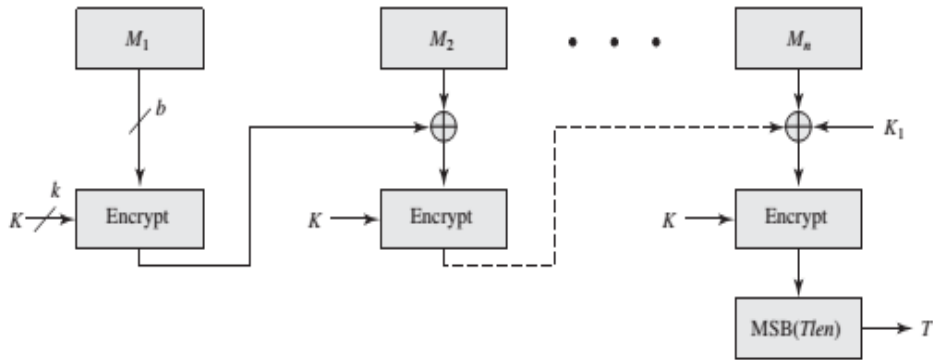 M1
M2
Mn
b
K1
k
K
Encrypt
K
Encrypt
K
Encrypt
MSB(Tlen)
T